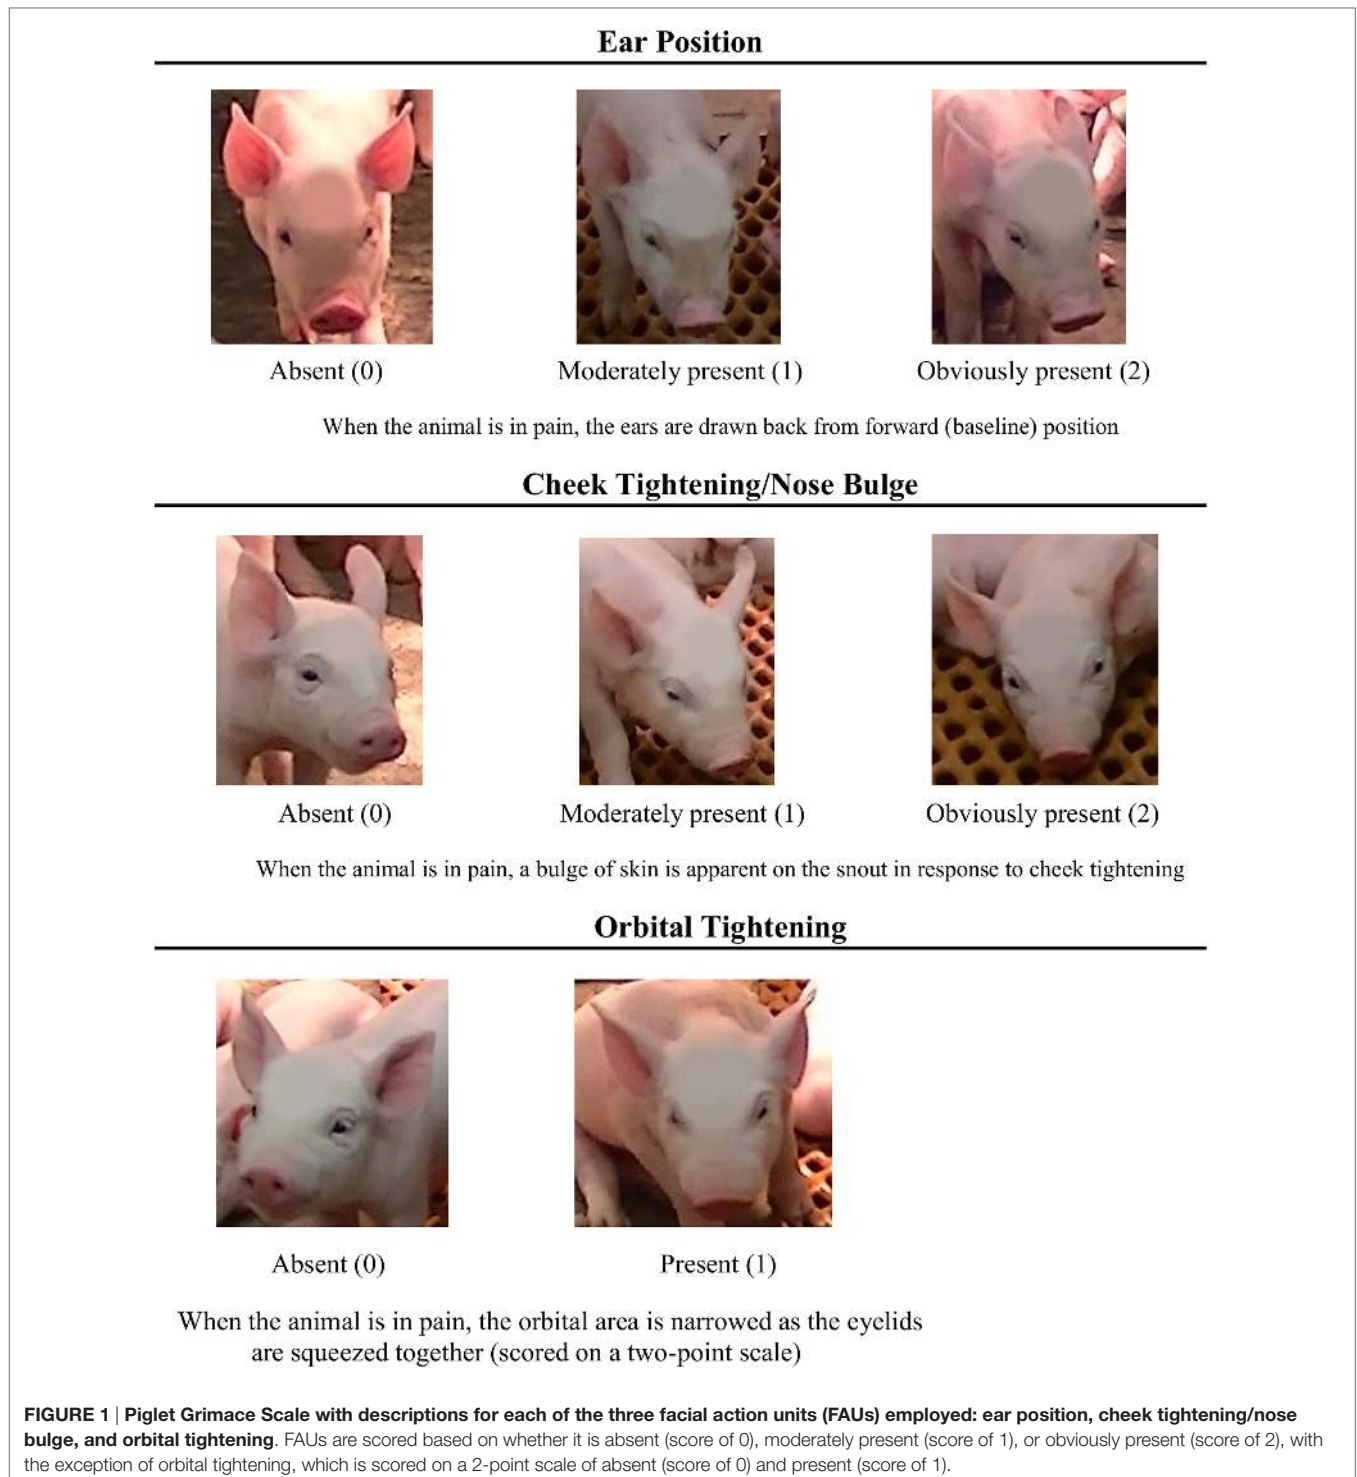 Ear Position
Absent (0)
Moderately present (1)
Obviously present (2)
When the animal is in pain, the ears are drawn back from forward (baseline) position
Cheek Tightening/Nose Bulge
Absent (0)
Moderately present (1)
Obviously present (2)
When the animal is in pain, a bulge of skin is apparent on the snout in response to cheek tightening
Orbital Tightening
Absent (0)
Present (1)
When the animal is in pain, the orbital area is narrowed as the eyelids
are squeezed together (scored on a two-point scale)
FIGURE 1 | Piglet Grimace Scale with descriptions for each of the three facial action units (FAUs) employed: ear position, cheek tightening/nose
bulge, and orbital tightening. FAUs are scored based on whether it is absent (score of 0), moderately present (score of 1), or obviously present (score of 2), with
the exception of orbital tightening, which is scored on a 2-point scale of absent (score of 0) and present (score of 1).